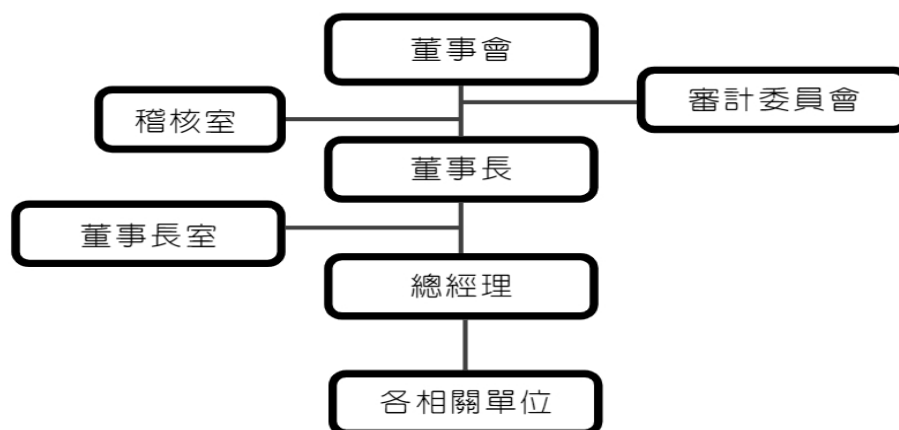 董事會
審計委員會
稽核室
董事長
董事長室
總經理
各相關單位